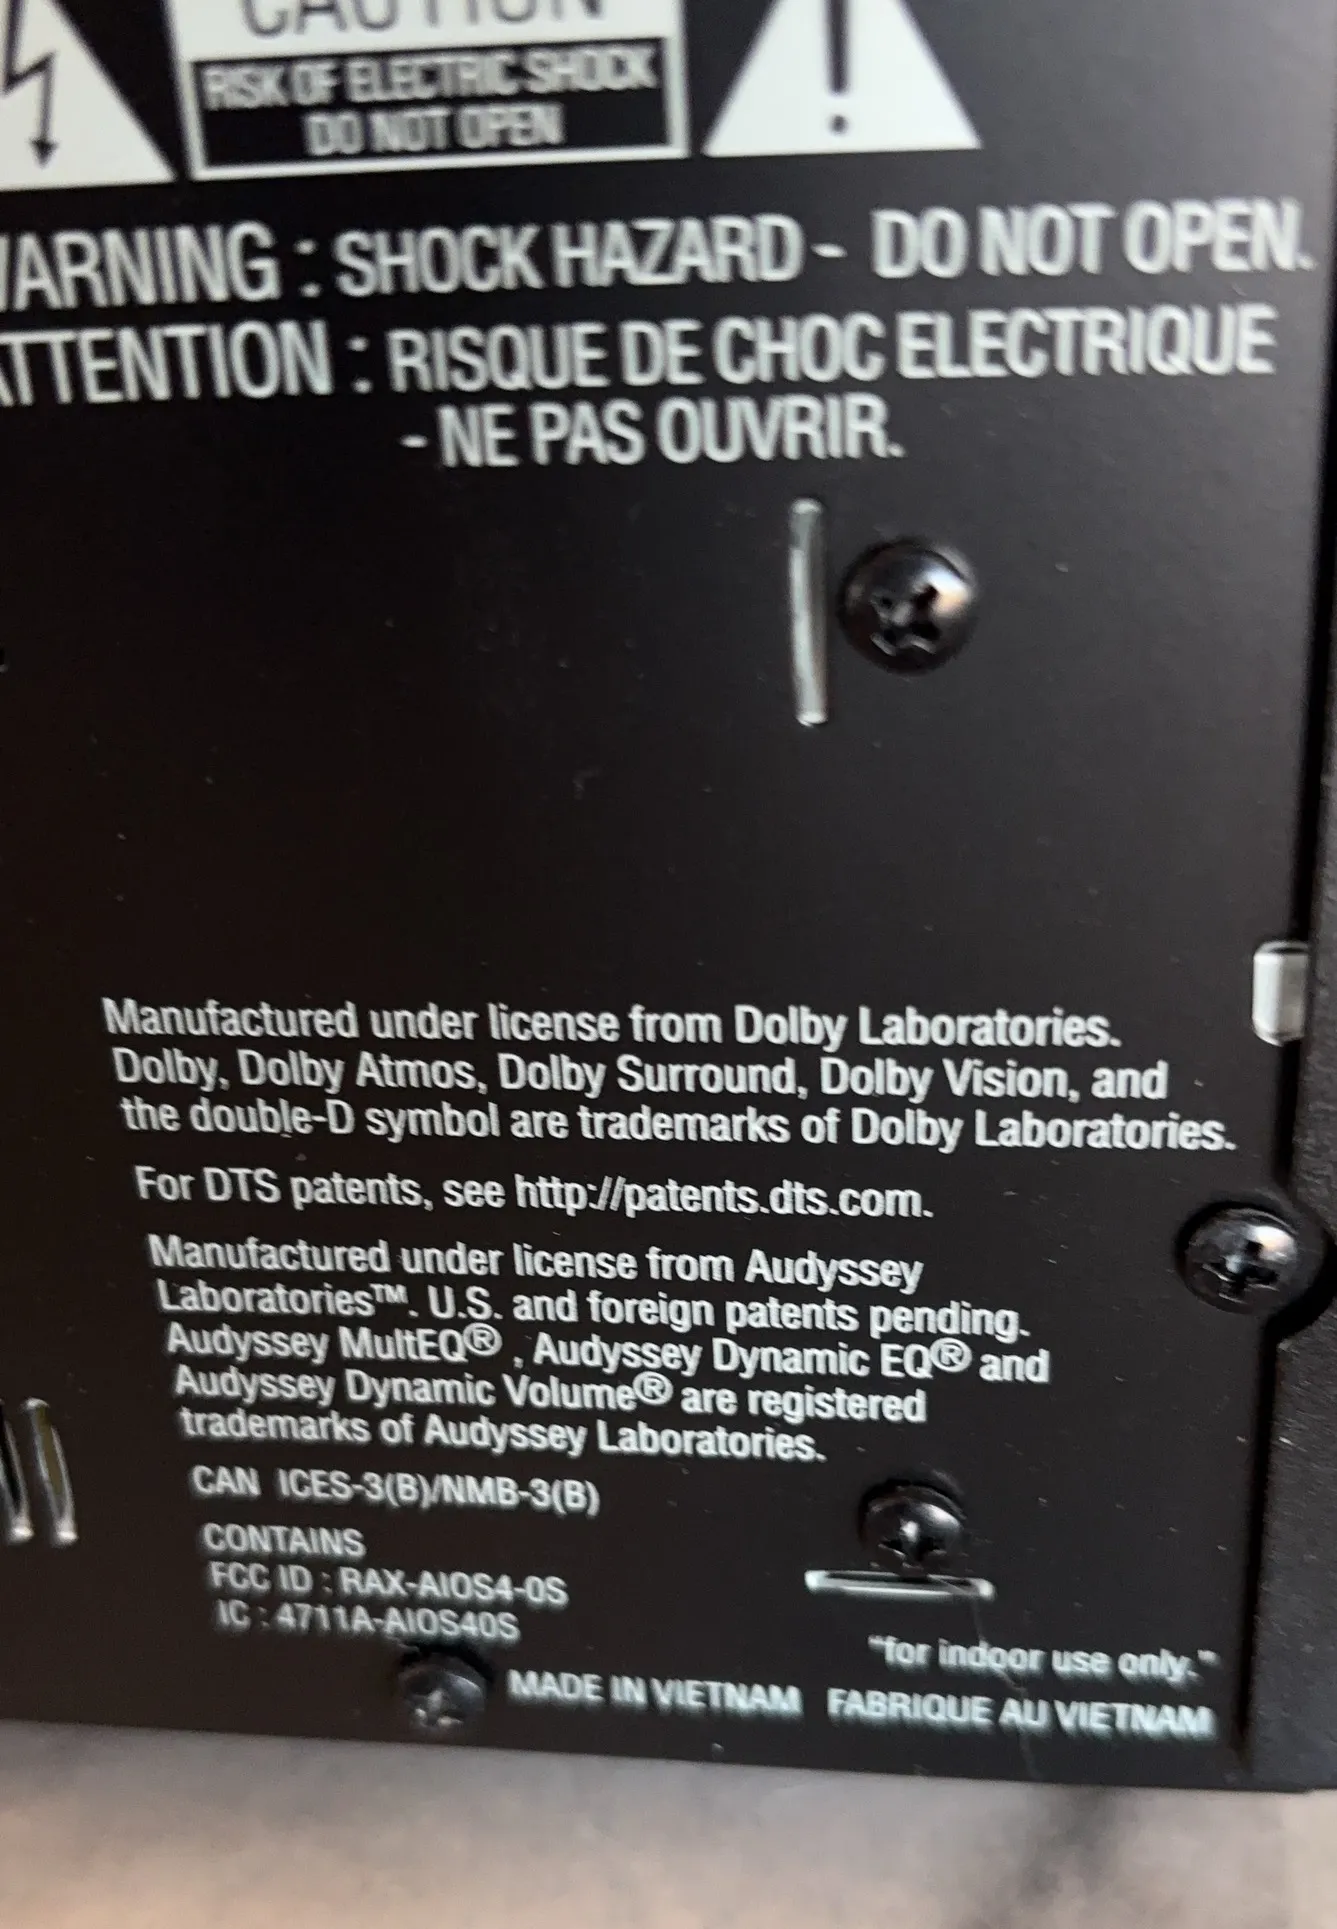 CAUTION
RISK OF ELECTRIC SHOCK
DO NOT OPEN
WARNING : SHOCK HAZARD - DO NOT OPEN.
ATTENTION : RISQUE DE CHOC ELECTRIQUE
- NE PAS OUVRIR.
Manufactured under license from Dolby Laboratories.
Dolby, Dolby Atmos, Dolby Surround, Dolby Vision, and
the double-D symbol are trademarks of Dolby Laboratories.
For DTS patents, see http://patents.dts.com.
Manufactured under license from Audyssey
Laboratories™. U.S. and foreign patents pending.
Audyssey MultEQ® , Audyssey Dynamic EQ® and
Audyssey Dynamic Volume® are registered
trademarks of Audyssey Laboratories.
CAN ICES-3(B)/NMB-3(B)
CONTAINS
FCC ID : RAX-AIOS4-0S
IC : 4711A-AIOS40S
"for indoor use only."
MADE IN VIETNAM FABRIQUE AU VIETNAM